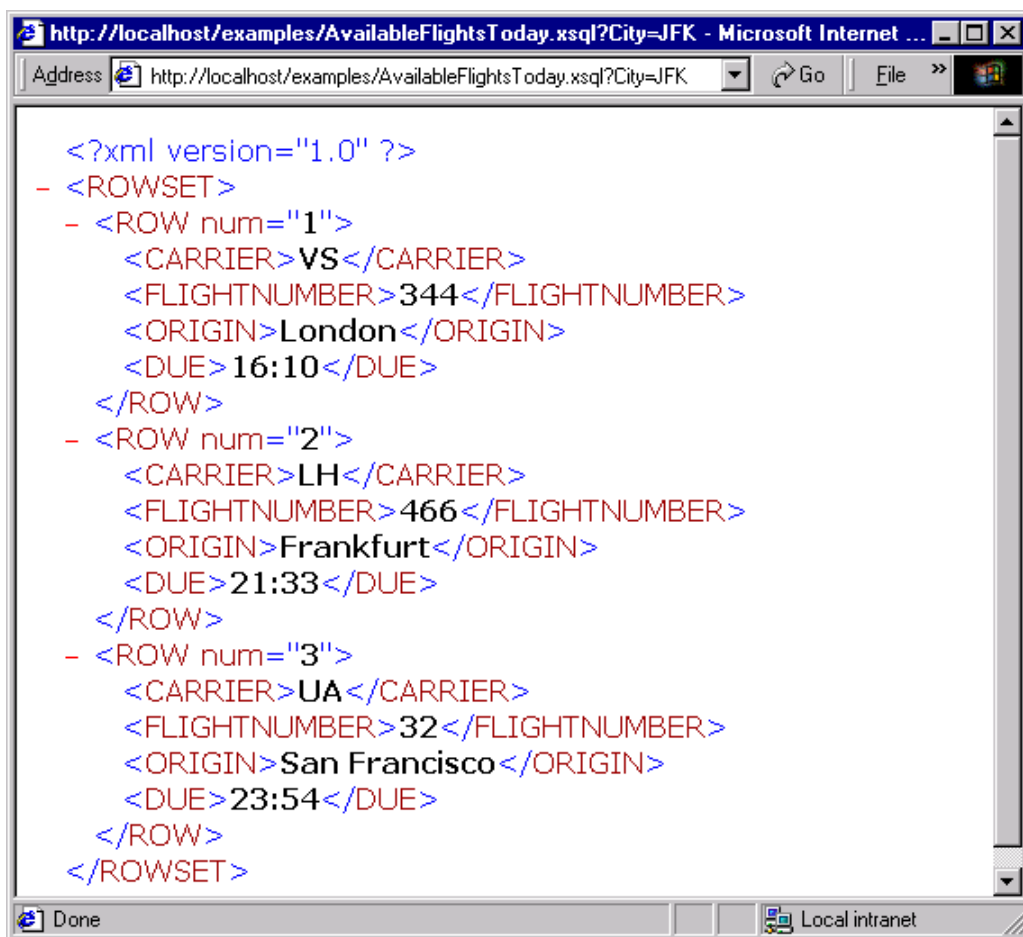 http://localhost/examples/AvailableFlightsToday.xsql?City=JFK - Microsoft Internet ...
Address http://localhost/examples/AvailableFlightsToday.xsql?City=JFK Go File »
<?xml version="1.0" ?>
- <ROWSET>
- <ROW num="1">
<CARRIER>VS</CARRIER>
<FLIGHTNUMBER>344</FLIGHTNUMBER>
<ORIGIN>London</ORIGIN>
<DUE>16:10</DUE>
</ROW>
- <ROW num="2">
<CARRIER>LH</CARRIER>
<FLIGHTNUMBER>466</FLIGHTNUMBER>
<ORIGIN>Frankfurt</ORIGIN>
<DUE>21:33</DUE>
</ROW>
- <ROW num="3">
<CARRIER>UA</CARRIER>
<FLIGHTNUMBER>32</FLIGHTNUMBER>
<ORIGIN>San Francisco</ORIGIN>
<DUE>23:54</DUE>
</ROW>
</ROWSET>
Done Local intranet